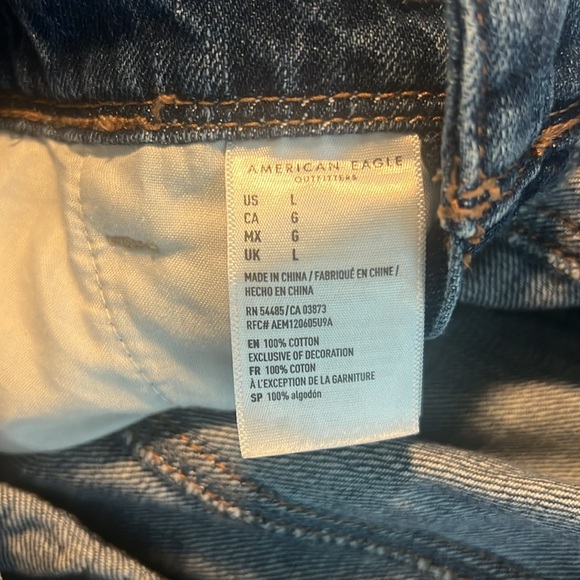 AMERICAN EAGLE
OUTFITTERS
US L
CA G
MX G
UK L
MADE IN CHINA / FABRIQUÉ EN CHINE /
HECHO EN CHINA
RN 54485/CA 03873
RFC# AEM120605U9A
EN 100% COTTON
EXCLUSIVE OF DECORATION
FR 100% COTON
À L'EXCEPTION DE LA GARNITURE
SP 100% algodón